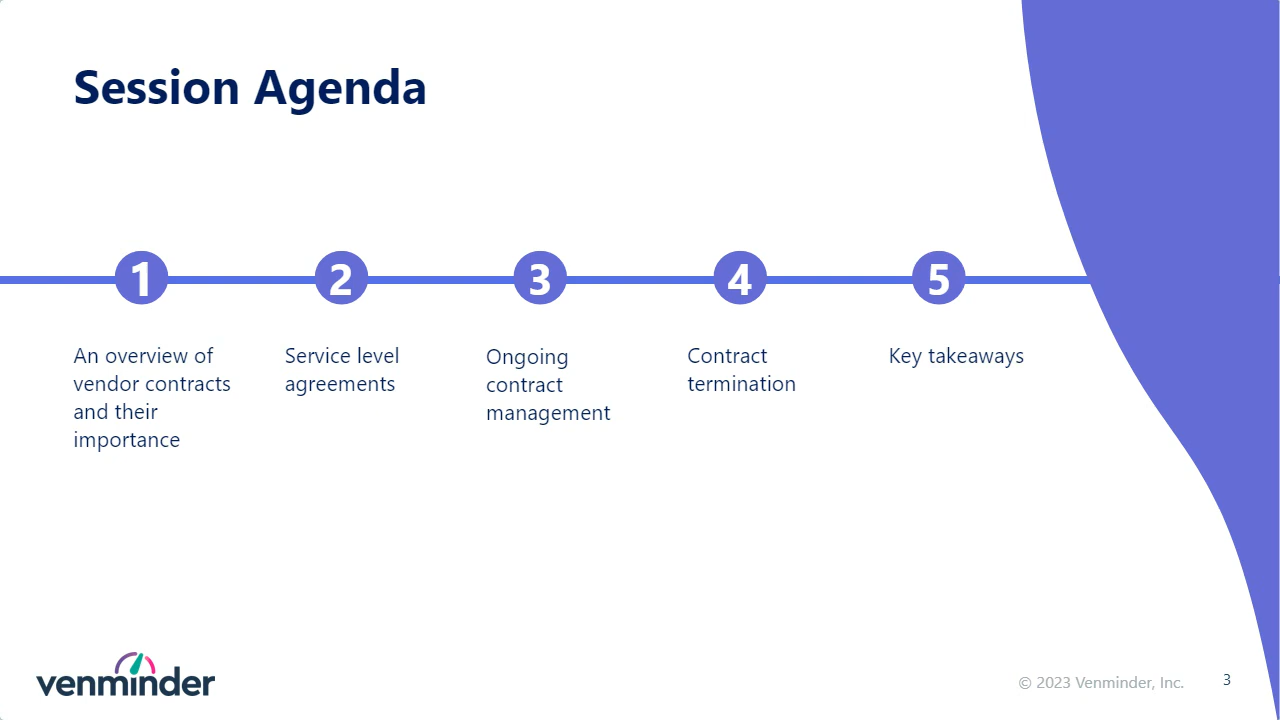 Session Agenda
1
An overview of
vendor contracts
and their
importance
2
Service level
agreements
3
Ongoing
contract
management
4
Contract
termination
5
Key takeaways
venminder
© 2023 Venminder, Inc.
3